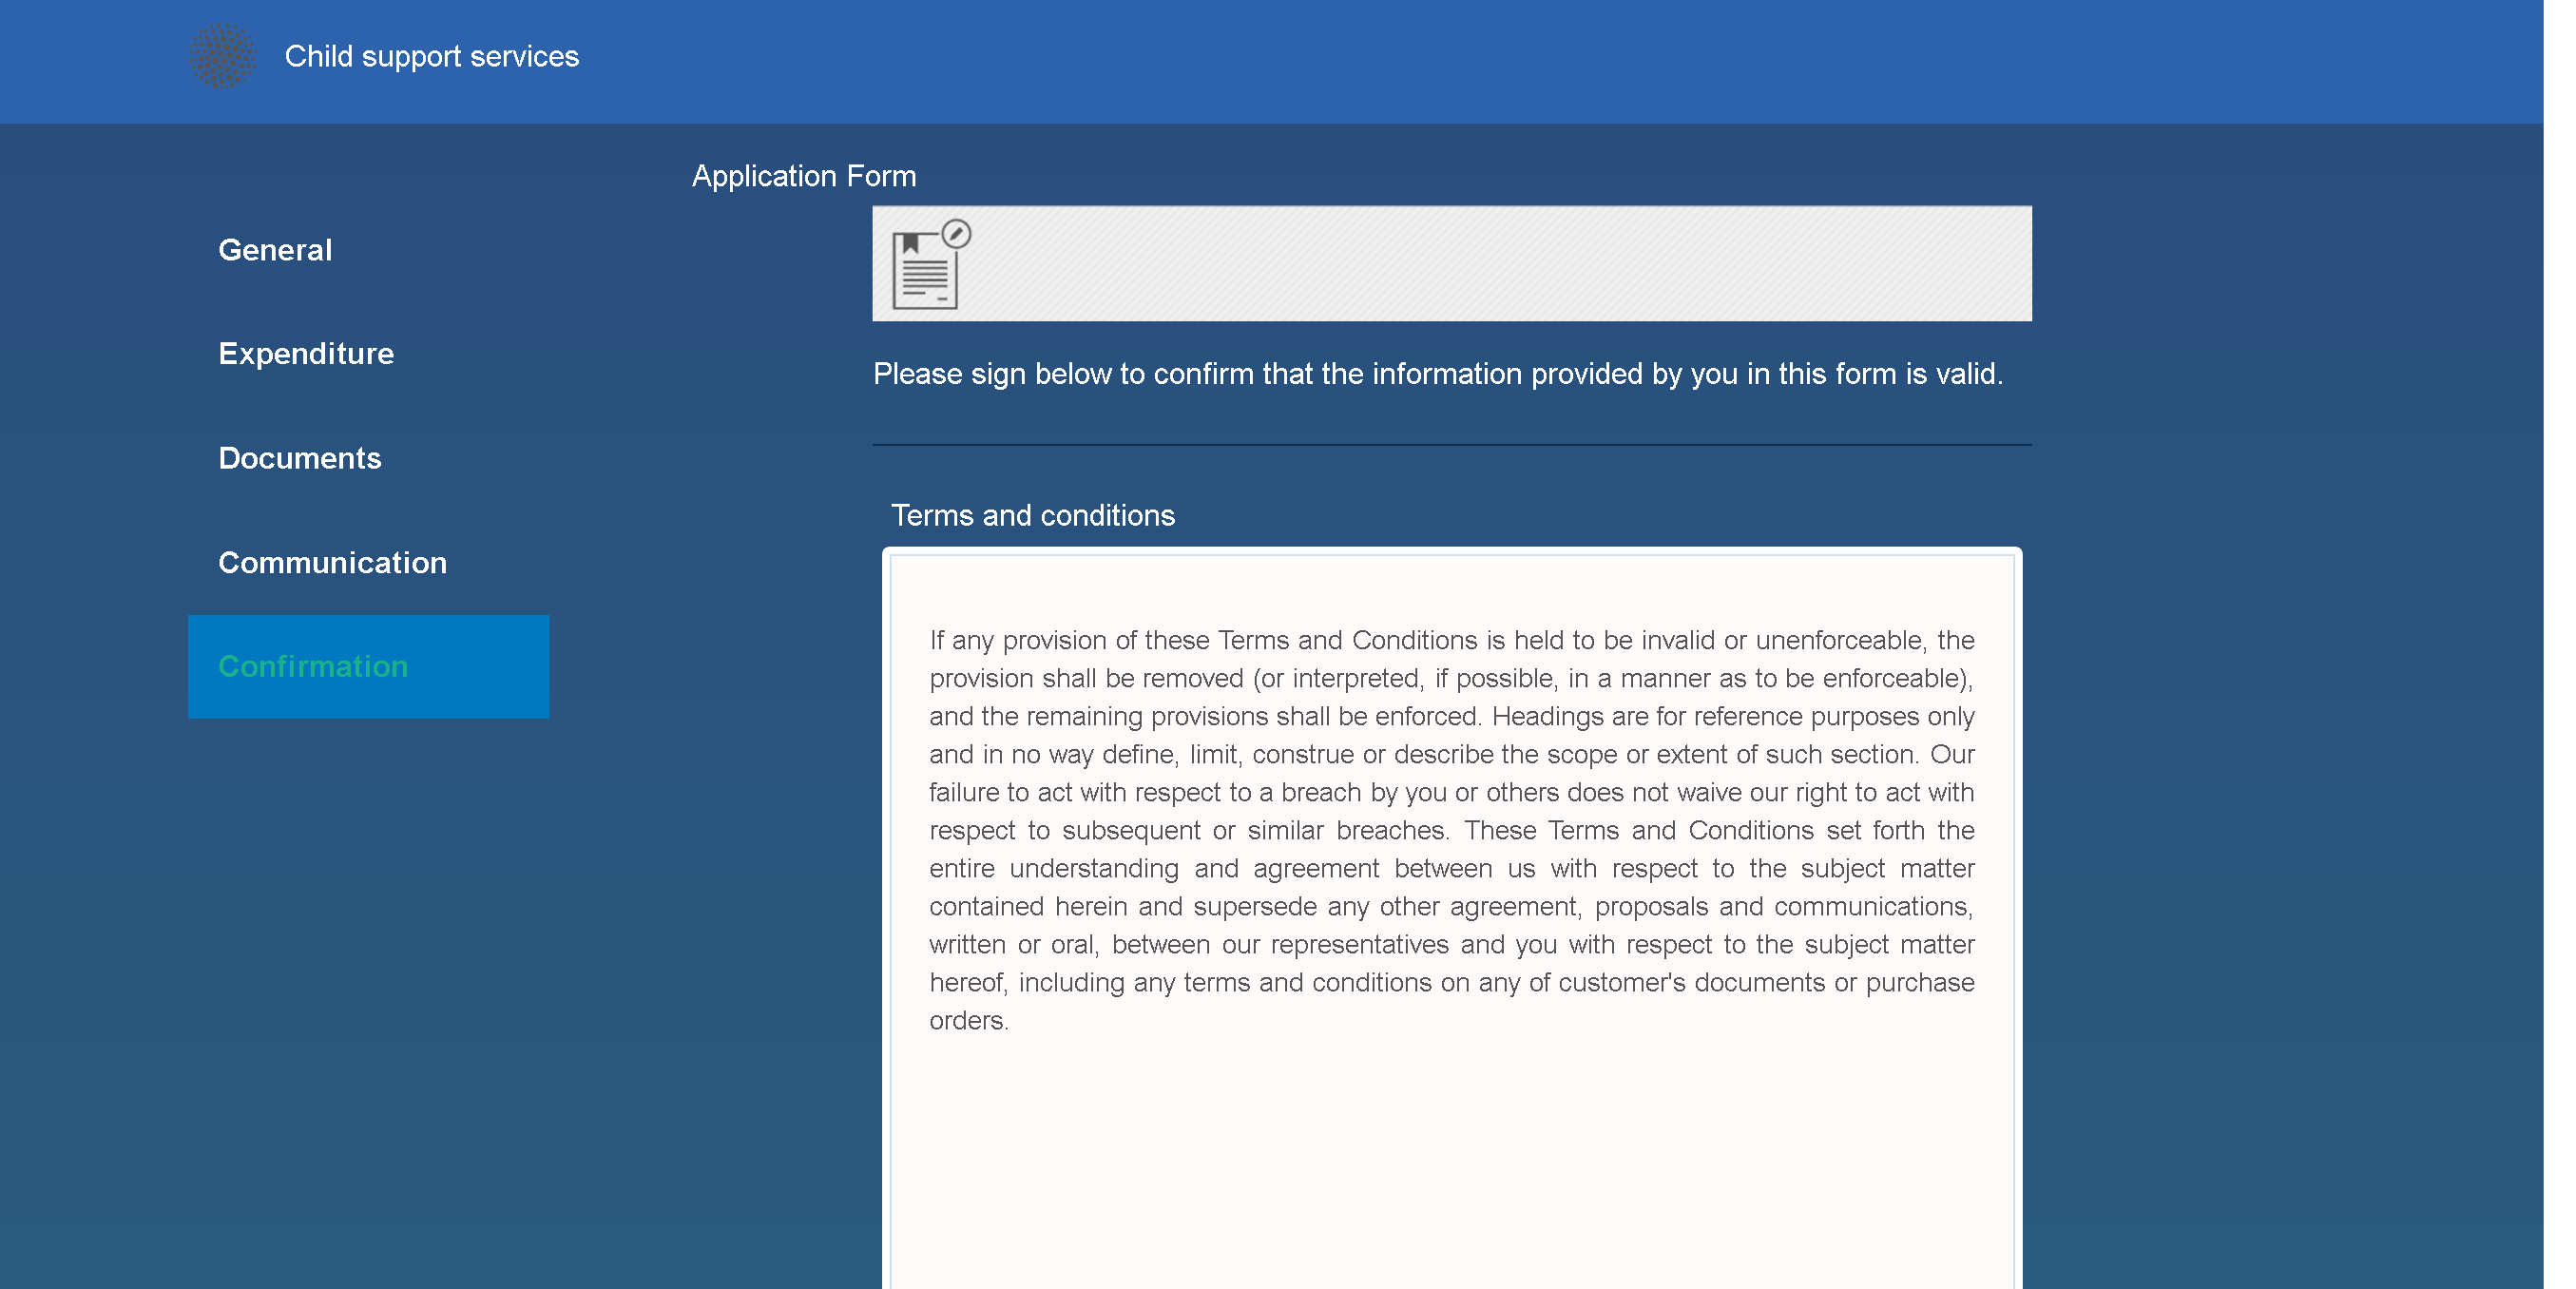 Child support services
Application Form
General
Expenditure
Documents
Communication
Confirmation
Please sign below to confirm that the information provided by you in this form is valid.
Terms and conditions
If any provision of these Terms and Conditions is held to be invalid or unenforceable, the
provision shall be removed (or interpreted, if possible, in a manner as to be enforceable),
and the remaining provisions shall be enforced. Headings are for reference purposes only
and in no way define, limit, construe or describe the scope or extent of such section. Our
failure to act with respect to a breach by you or others does not waive our right to act with
respect to subsequent or similar breaches. These Terms and Conditions set forth the
entire understanding and agreement between us with respect to the subject matter
contained herein and supersede any other agreement, proposals and communications,
written or oral, between our representatives and you with respect to the subject matter
hereof, including any terms and conditions on any of customer's documents or purchase
orders.